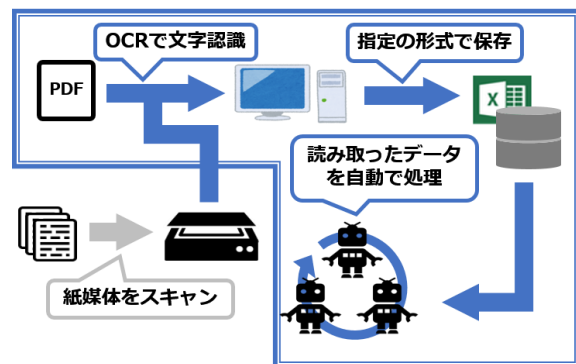 OCRで文字認識
指定の形式で保存
PDF
X
読み取ったデータ
を自動で処理
紙媒体をスキャン